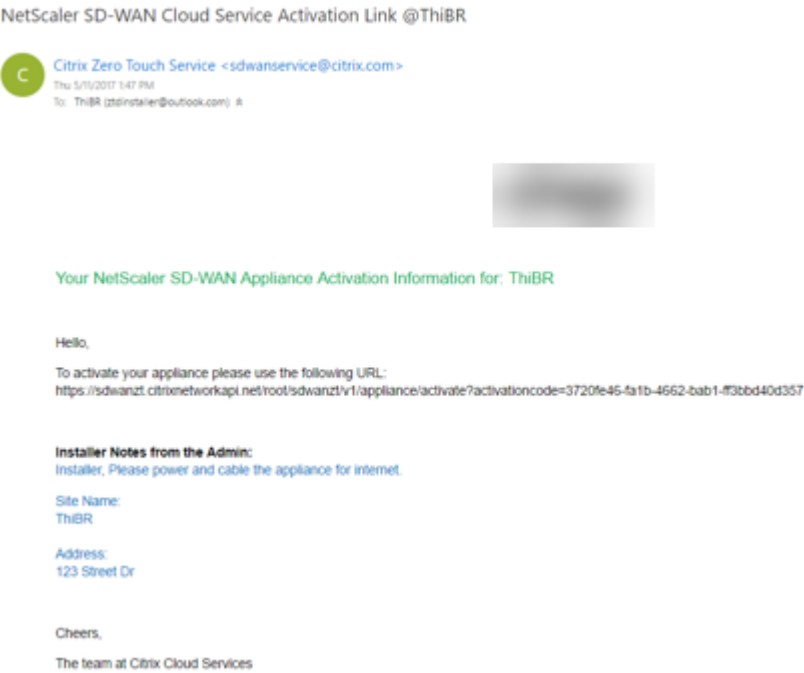 NetScaler SD-WAN Cloud Service Activation Link @ThiBR
C
Citrix Zero Touch Service <sdwanservice@citrix.com>
Thu 5/11/2017 1:47 PM
To: ThiBR (ztdinstaller@outlook.com)
Your NetScaler SD-WAN Appliance Activation Information for: ThiBR
Hello,
To activate your appliance please use the following URL:
https://sdwanzt.citrixnetworkapi.net/root/sdwanzt/v1/appliance/activate?activationcode=3720fe46-fa1b-4662-bab1-ff3bbd40d357
Installer Notes from the Admin:
Installer, Please power and cable the appliance for internet.
Site Name:
ThiBR
Address:
123 Street Dr
Cheers,
The team at Citrix Cloud Services